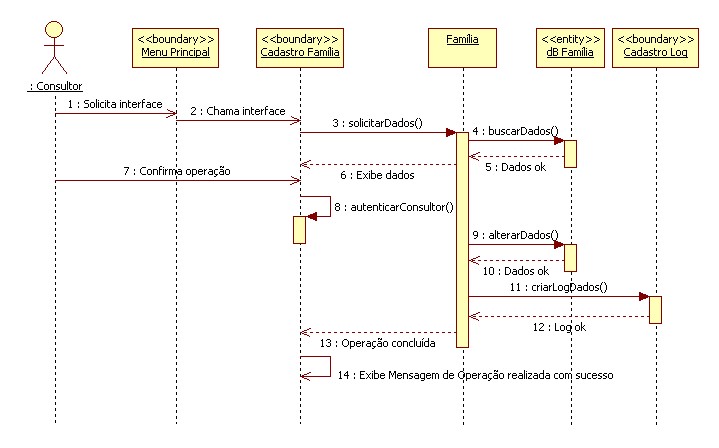 <<boundary>>
Menu Principal
<<boundary>>
Cadastro Família
Família
<<entity>>
dB Família
<<boundary>>
Cadastro Log
: Consultor
1 : Solicita interface
2 : Chama interface
3 : solicitarDados()
4 : buscarDados()
5 : Dados ok
6 : Exibe dados
7 : Confirma operação
8 : autenticarConsultor()
9 : alterarDados()
10 : Dados ok
11 : criarLogDados()
12 : Log ok
13 : Operação concluída
14 : Exibe Mensagem de Operação realizada com sucesso